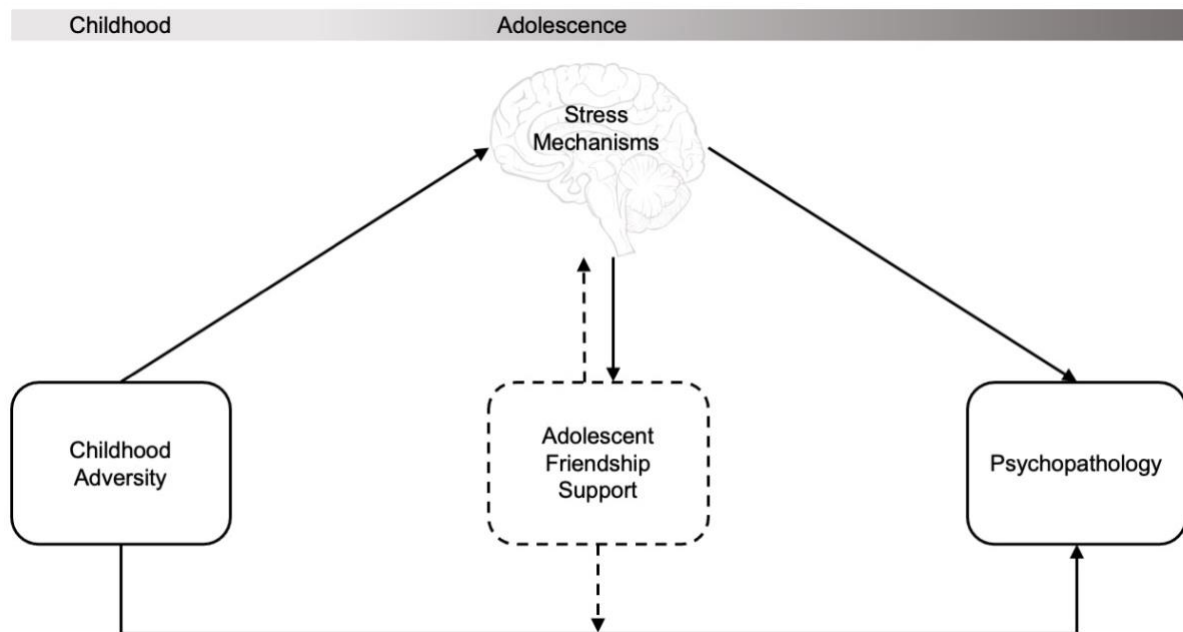 Childhood
Adolescence
Stress
Mechanisms
Childhood
Adversity
Adolescent
Friendship
Support
Psychopathology